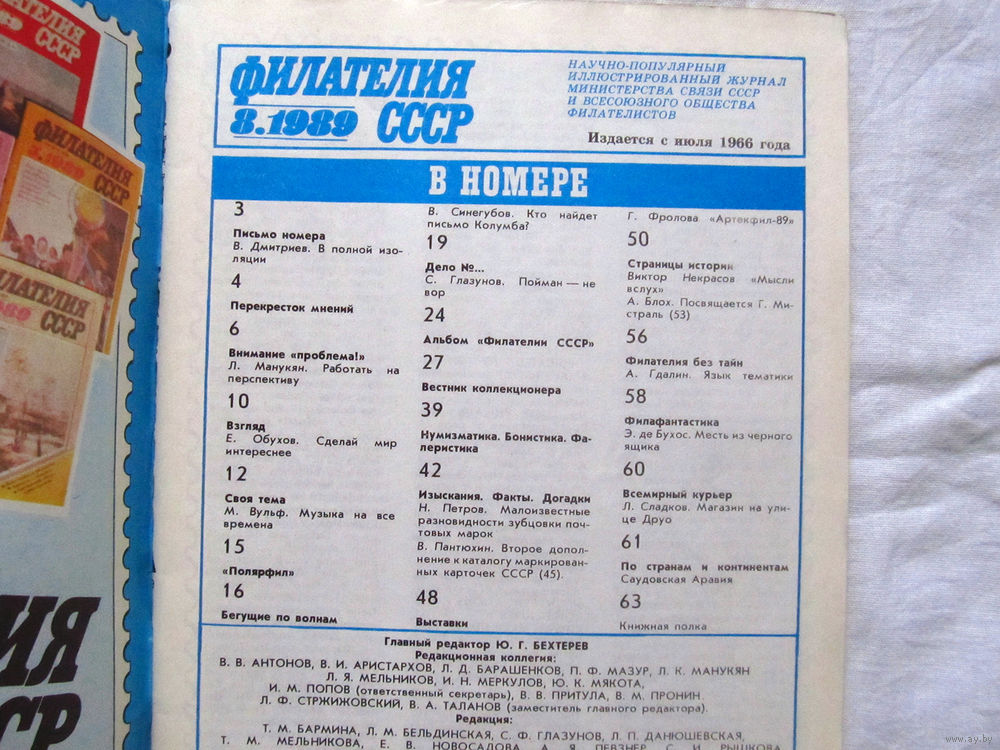 ФИЛАТЕЛИЯ
СССР
8.1989
НАУЧНО-ПОПУЛЯРНЫЙ
ИЛЛЮСТРИРОВАННЫЙ ЖУРНАЛ
МИНИСТЕРСТВА СВЯЗИ СССР
И ВСЕСОЮЗНОГО ОБЩЕСТВА
ФИЛАТЕЛИСТОВ
Издается с июля 1966 года
В НОМЕРЕ
3
Письмо номера
В. Дмитриев. В полной изо-
ляции
4
Перекресток мнений
6
Внимание «проблема!»
Л. Манукян. Работать на
перспективу
10
Взгляд
Е. Обухов. Сделай мир
интереснее
12
Своя тема
М. Вульф. Музыка на все
времена
15
«Полярфил»
16
Бегущие по волнам
В. Синегубов. Кто найдет
письмо Колумба?
19
Дело №...
С. Глазунов. Пойман — не
вор
24
Альбом «Филателии СССР»
27
Вестник коллекционера
39
Нумизматика. Бонистика. Фа-
леристика
42
Изыскания. Факты. Догадки
Н. Петров. Малоизвестные
разновидности зубцовки поч-
товых марок
В. Пантюхин. Второе допол-
нение к каталогу маркирован-
ных карточек СССР (45).
48
Выставки
Г. Фролова «Артекфил-89»
50
Страницы истории
Виктор Некрасов «Мысли
вслух»
А. Блох. Посвящается Г. Ми-
страль (53)
56
Филателия без тайн
А. Гдалин. Язык тематики
58
Филафантастика
Э. де Бухос. Месть из черного
ящика
60
Всемирный курьер
Л. Сладков. Магазин на ули-
це Друо
61
По странам и континентам
Саудовская Аравия
63
Книжная полка
Главный редактор Ю. Г. БЕХТЕРЕВ
Редакционная коллегия:
В. В. АНТОНОВ, В. И. АРИСТАРХОВ, Л. Д. БАРАШЕНКОВ, П. Ф. МАЗУР, Л. К. МАНУКЯН
Л. Я. МЕЛЬНИКОВ, И. Н. МЕРКУЛОВ, Ю. К. МЯКОТА,
И. М. ПОПОВ (ответственный секретарь), В. В. ПРИТУЛА, В. М. ПРОНИН.
Л. Ф. СТРЖИЖОВСКИЙ, В. А. ТАЛАНОВ (заместитель главного редактора).
Редакция:
Т. М. БАРМИНА, Л. М. БЕЛЬДИНСКАЯ, С. Ф. ГЛАЗУНОВ, Л. П. ДАНЮШЕВСКАЯ,
Т. М. МЕЛЬНИКОВА, Е. В. НОВОСАДОВА, А. Я. ПЕВЗНЕР, С. И. РЫШКОВА
www.ay.by